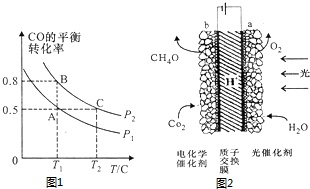 CO的平衡
转化率
0.8
0.5
0
B
A
C
P₂
P₁
T₁
T₂
T/C
图1
b
a
CH₄O
O₂
H⁺
光
Co₂
H₂O
电化学
催化剂
质子
交换
膜
光催化剂
图2